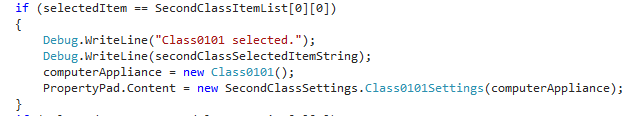 if (selectedItem == SecondClassItemList[0][0])
{
Debug.WriteLine("Class0101 selected.");
Debug.WriteLine(secondClassSelectedItemString);
computerAppliance = new Class0101();
PropertyPad.Content = new SecondClassSettings.Class0101Settings(computerAppliance);
}